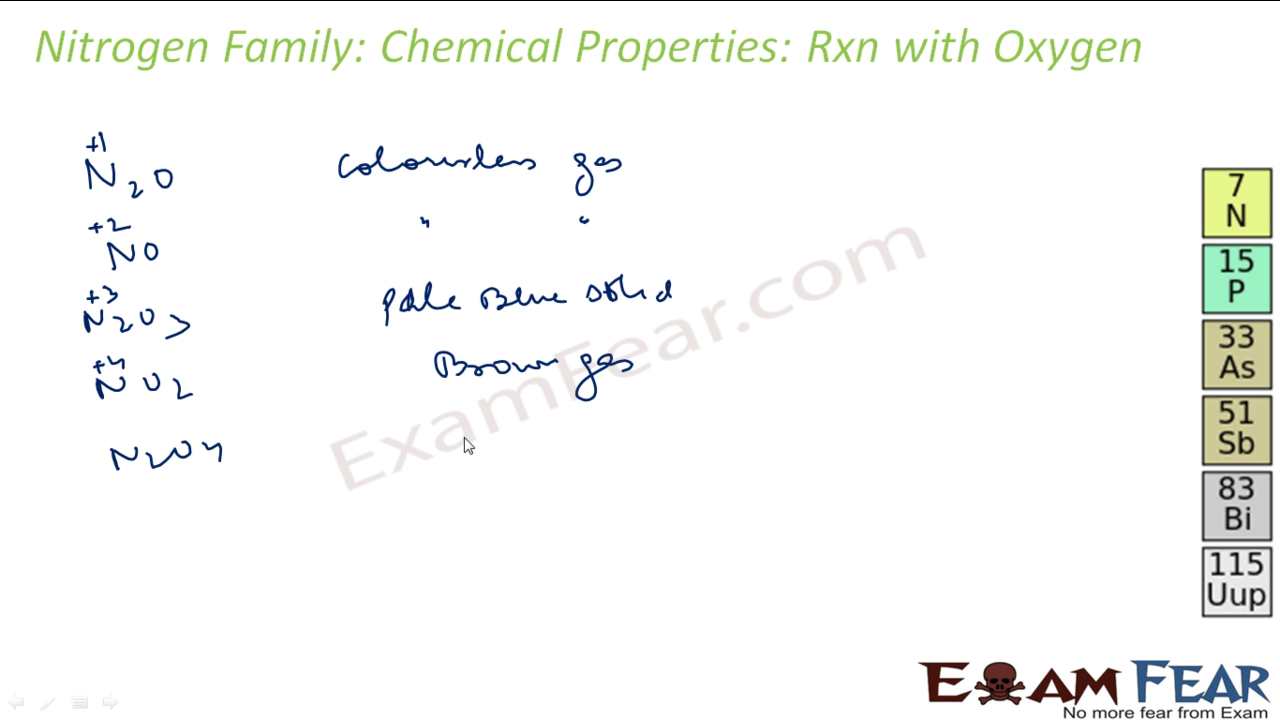 Nitrogen Family: Chemical Properties: Rxn with Oxygen
+1
N2O colourless gas
+2 " "
NO
+3
N2O3 pale Blue solid
+4
NO2 Brown gas
N2O4
ExamFear.com
7
N
15
P
33
As
51
Sb
83
Bi
115
Uup
EXAM FEAR
No more fear from Exam